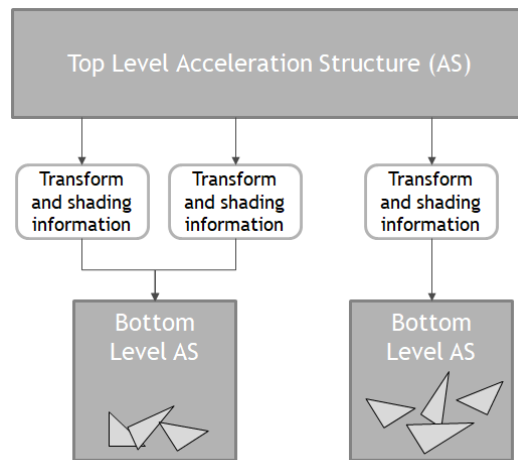 Top Level Acceleration Structure (AS)
Transform
and shading
information
Transform
and shading
information
Transform
and shading
information
Bottom
Level AS
Bottom
Level AS